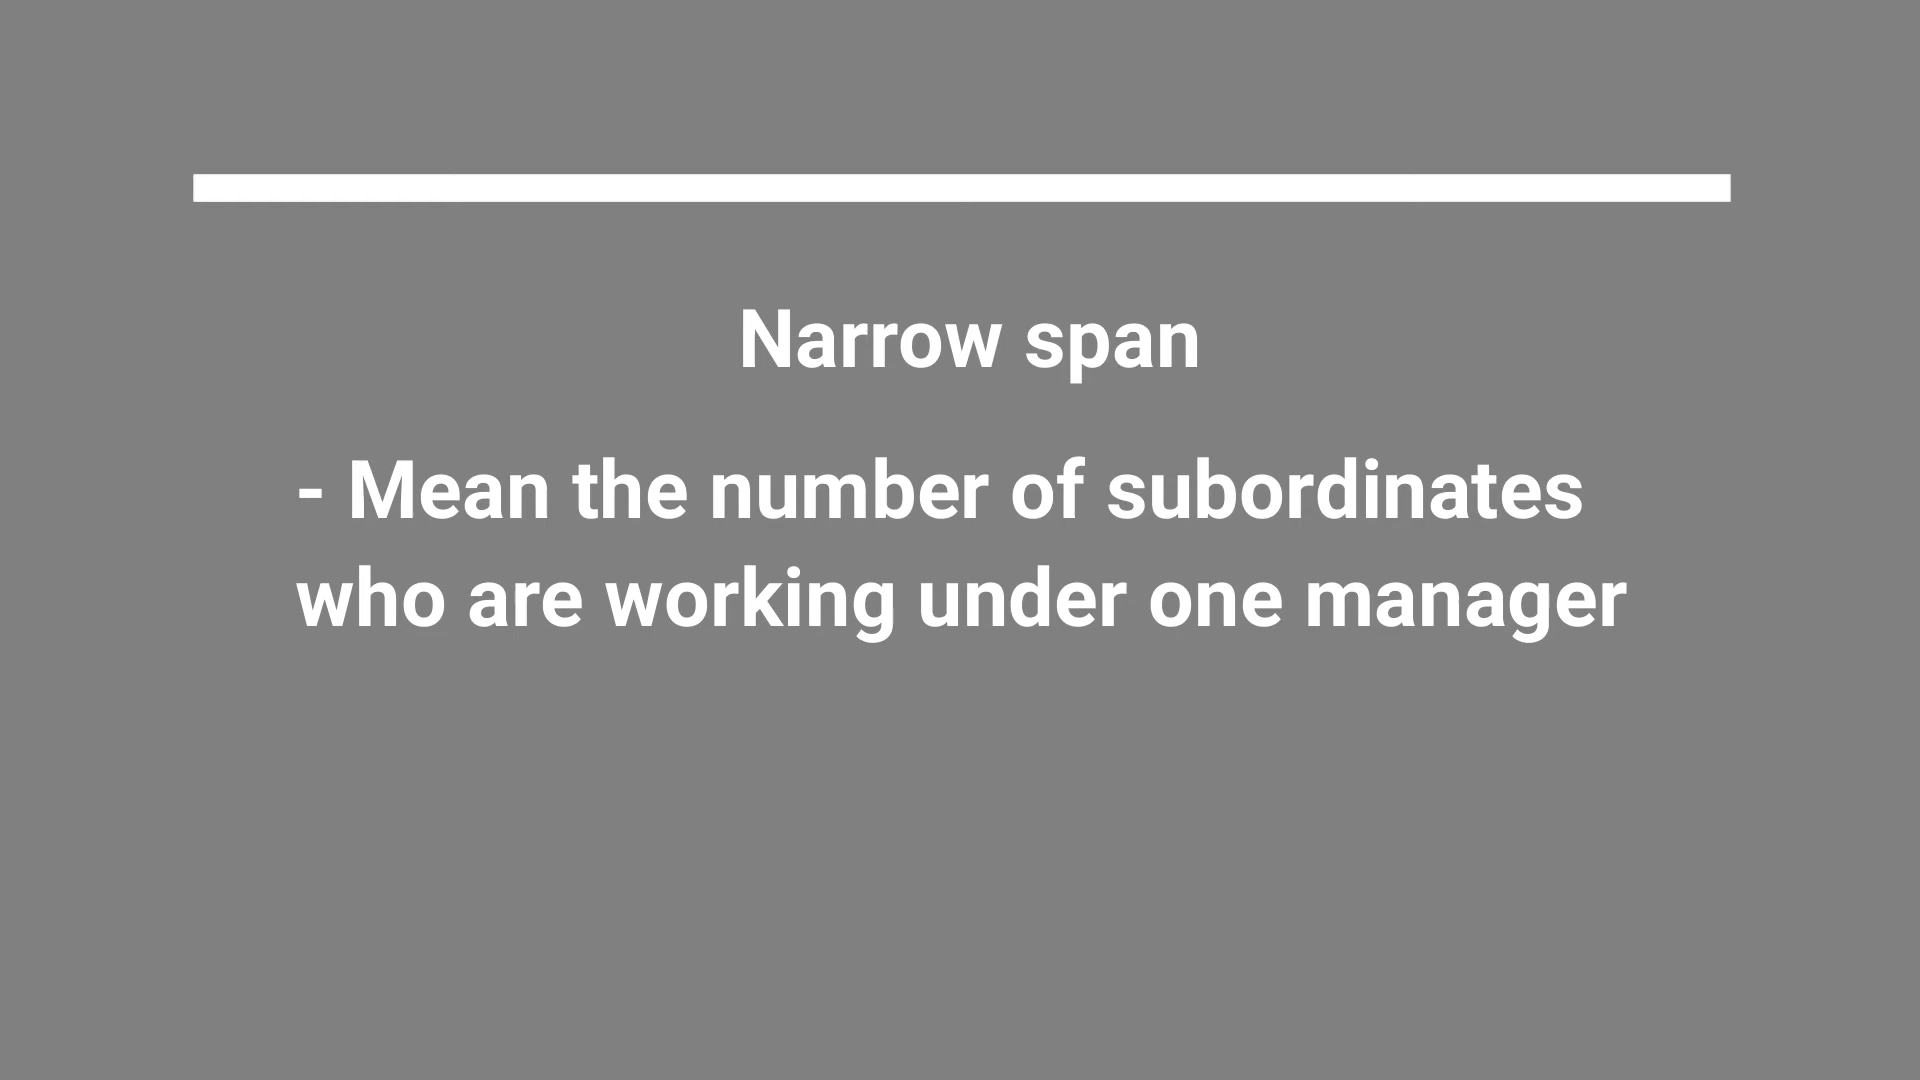 Narrow span
- Mean the number of subordinates
who are working under one manager